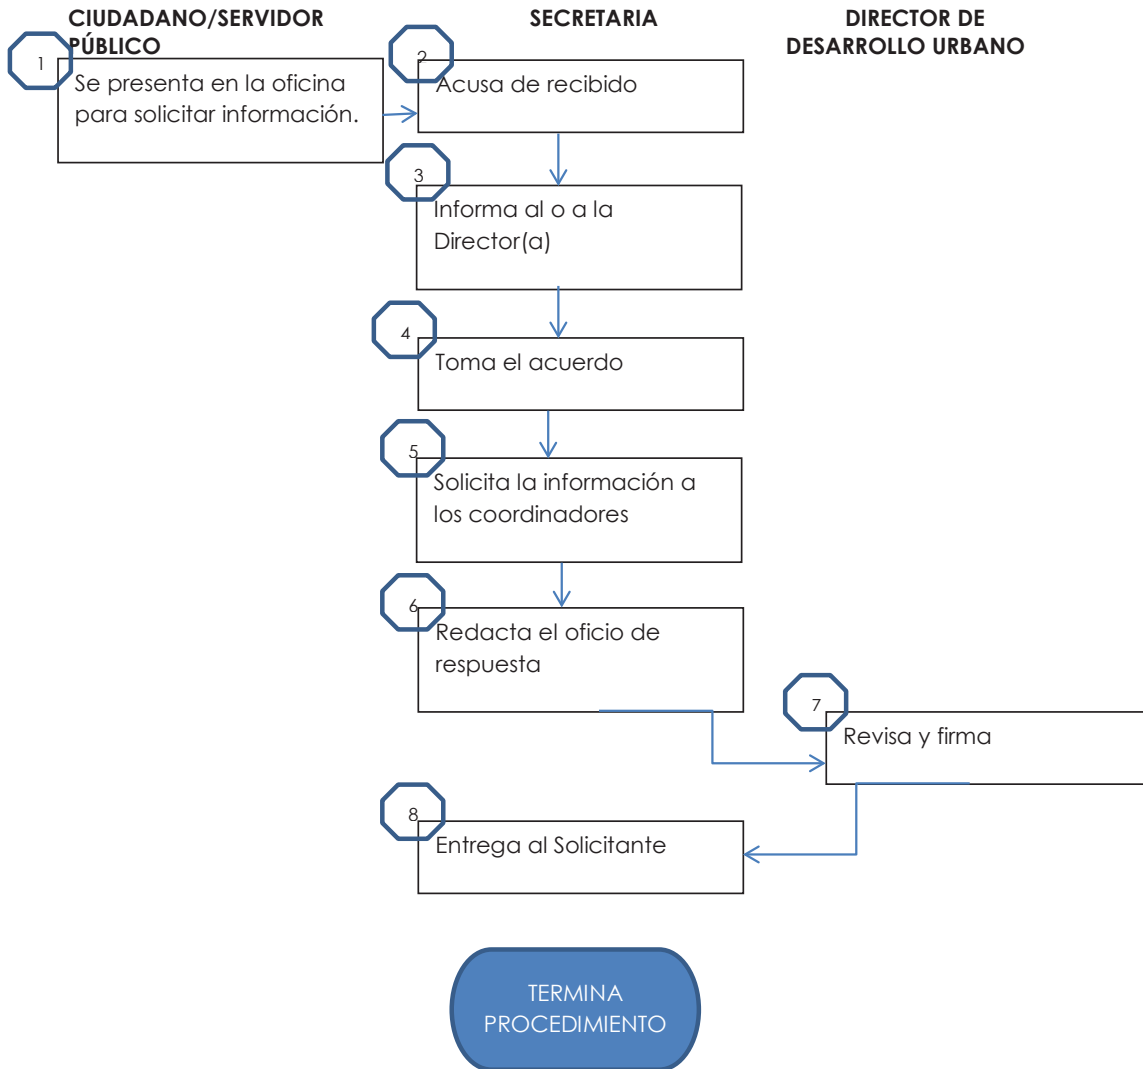 CIUDADANO/SERVIDOR
PÚBLICO
SECRETARIA
DIRECTOR DE
DESARROLLO URBANO
1
Se presenta en la oficina
para solicitar información.
2
Acusa de recibido
3
Informa al o a la
Director(a)
4
Toma el acuerdo
5
Solicita la información a
los coordinadores
6
Redacta el oficio de
respuesta
7
Revisa y firma
8
Entrega al Solicitante
TERMINA
PROCEDIMIENTO